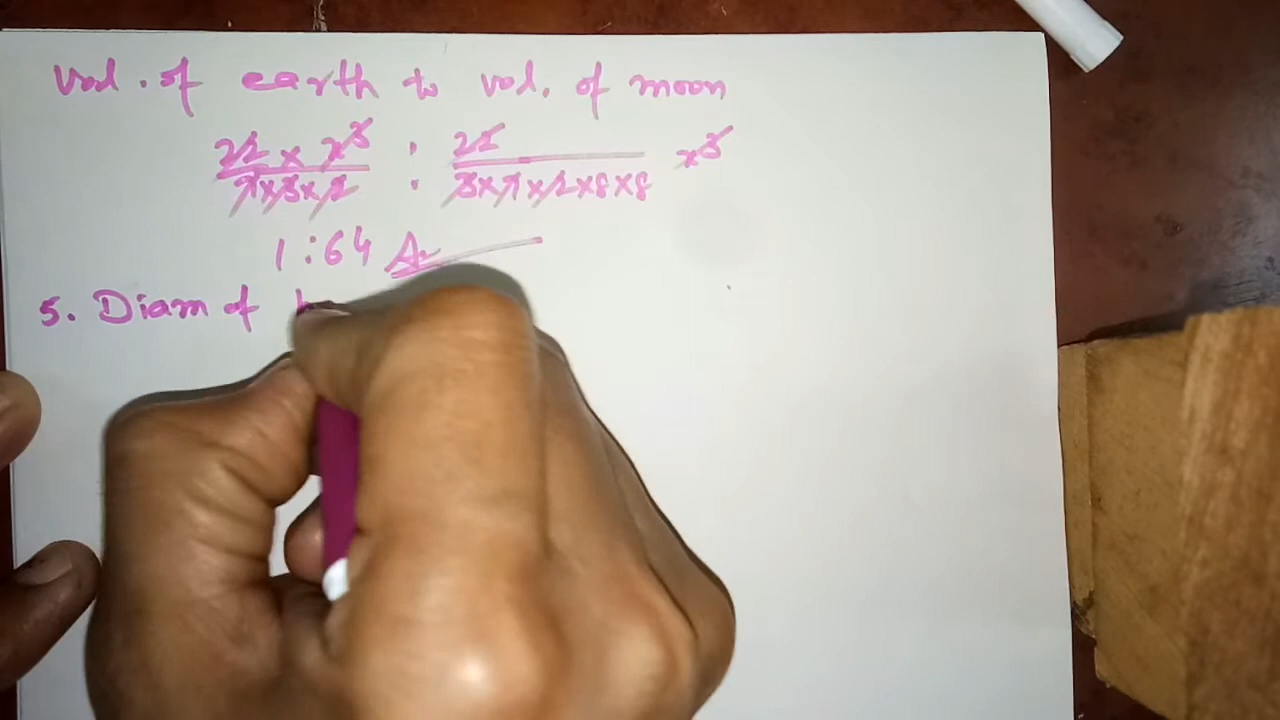 Vol. of earth to vol. of moon
22 × x³ : 22 x³
7×3×2 : 3×7×2×8×8
1:64 Ar
5. Diam of